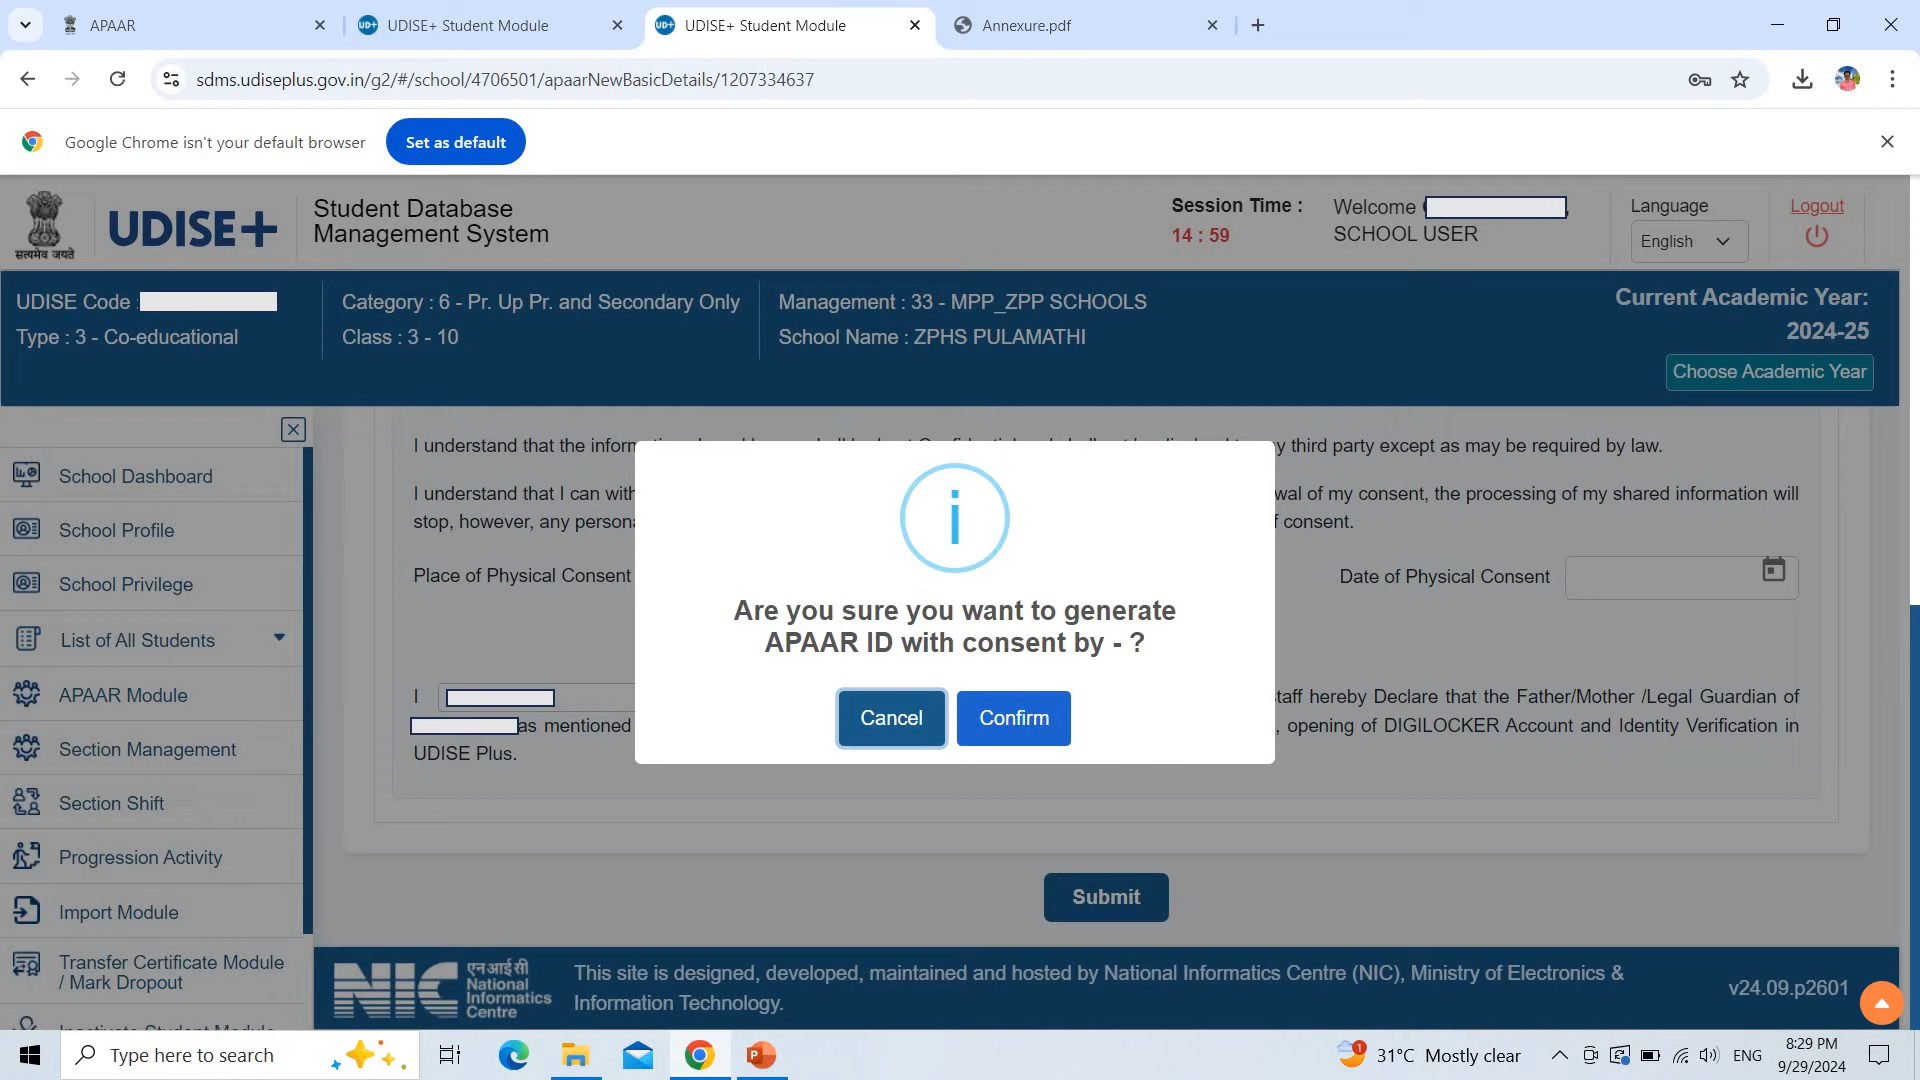 APAAR
UDISE+ Student Module
UDISE+ Student Module
Annexure.pdf
sdms.udiseplus.gov.in/g2/#/school/4706501/apaarNewBasicDetails/1207334637
Google Chrome isn't your default browser
Set as default
सत्यमेव जयते
UDISE+
Student Database
Management System
Session Time :
14 : 59
Welcome
SCHOOL USER
Language
English
Logout
UDISE Code :
Type : 3 - Co-educational
Category : 6 - Pr. Up Pr. and Secondary Only
Class : 3 - 10
Management : 33 - MPP_ZPP SCHOOLS
School Name : ZPHS PULAMATHI
Current Academic Year:
2024-25
Choose Academic Year
School Dashboard
School Profile
School Privilege
List of All Students
APAAR Module
Section Management
Section Shift
Progression Activity
Import Module
Transfer Certificate Module
/ Mark Dropout
I understand that the
third party except as may be required by law.
I understand that I can
of my consent, the processing of my shared information will
stop, however, any
consent.
Place of Physical Consent
Date of Physical Consent
Are you sure you want to generate
APAAR ID with consent by - ?
Cancel
Confirm
I
hereby Declare that the Father/Mother /Legal Guardian of
as mentioned
, opening of DIGILOCKER Account and Identity Verification in
UDISE Plus.
Submit
NIC
एन आई सी
National
Informatics
Centre
This site is designed, developed, maintained and hosted by National Informatics Centre (NIC), Ministry of Electronics &
Information Technology.
v24.09.p2601
Type here to search
1
31°C Mostly clear
ENG
8:29 PM
9/29/2024